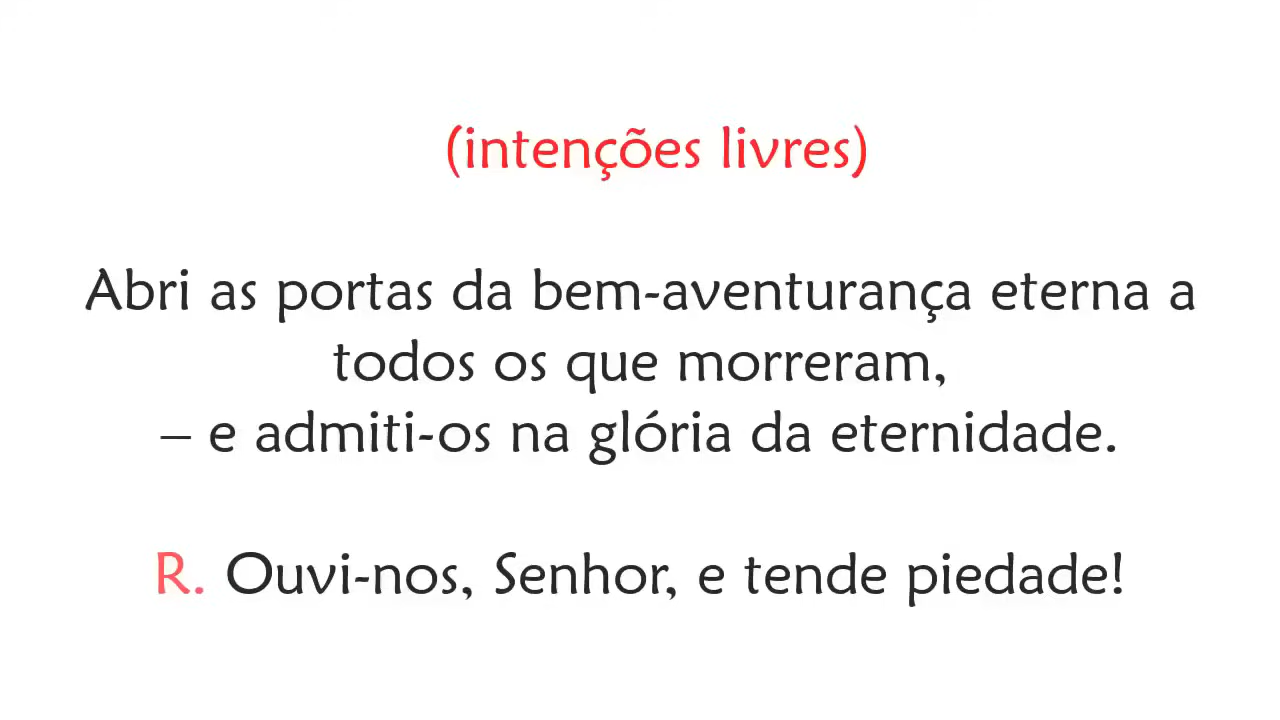 (intenções livres)
Abri as portas da bem-aventurança eterna a
todos os que morreram,
– e admiti-os na glória da eternidade.
R. Ouvi-nos, Senhor, e tende piedade!